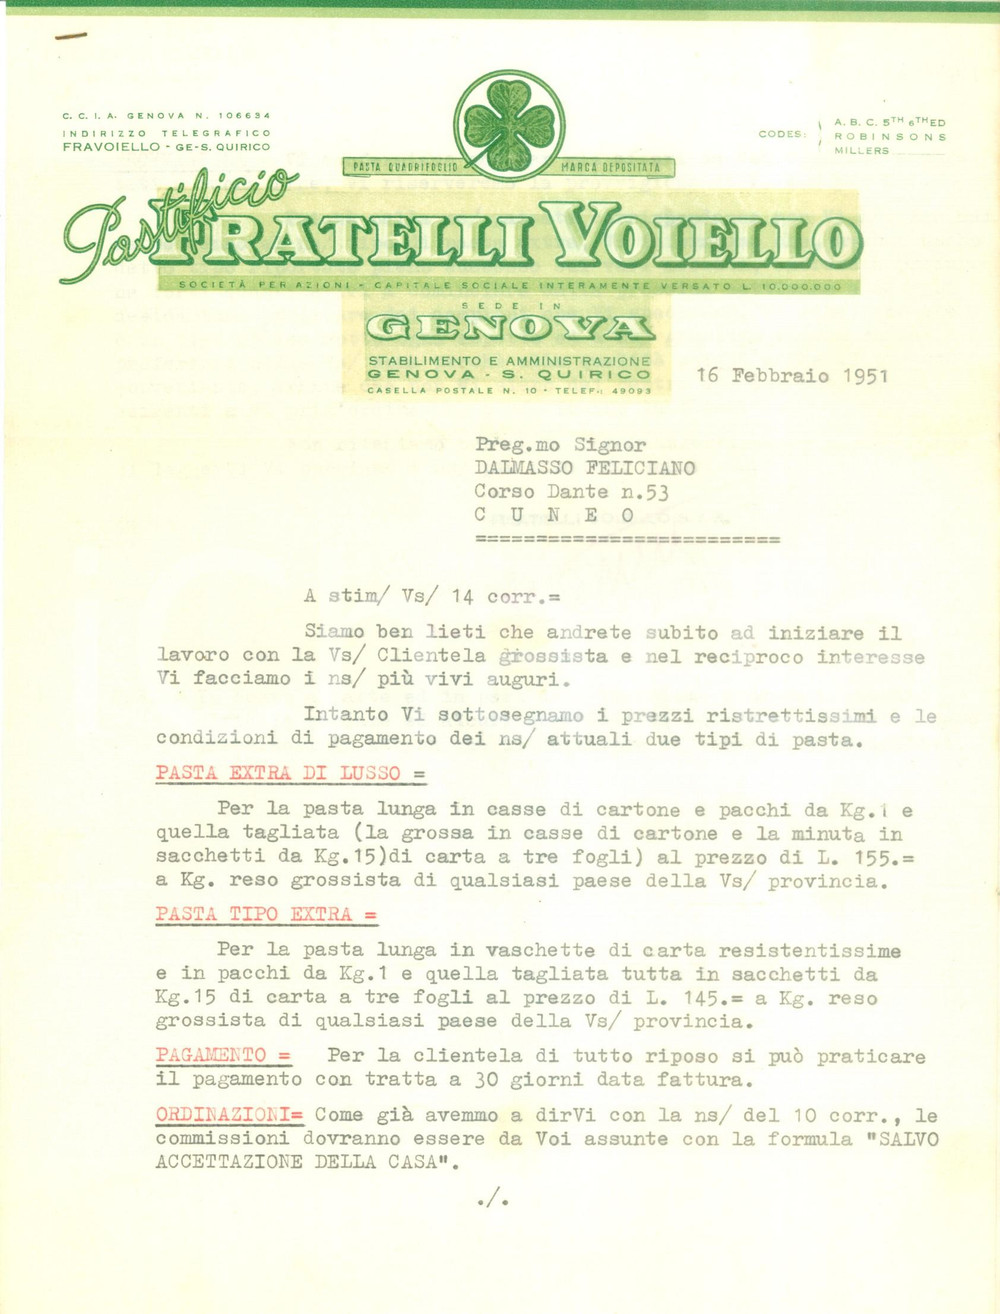 C. C. I. A. GENOVA N. 106634
INDIRIZZO TELEGRAFICO
FRAVOIELLO - GE-S. QUIRICO
CODES:
A. B. C. 5TH 6TH ED
ROBINSONS
MILLERS
PASTA QUADRIFOGLIO MARCA DEPOSITATA
Pastificio
FRATELLI VOIELLO
SOCIETÀ PER AZIONI - CAPITALE SOCIALE INTERAMENTE VERSATO L. 10.000.000
SEDE IN
GENOVA
STABILIMENTO E AMMINISTRAZIONE
GENOVA - S. QUIRICO
CASELLA POSTALE N. 10 - TELEF. 49093
16 Febbraio 1951
Preg.mo Signor
DALMASSO FELICIANO
Corso Dante n.53
C U N E O
=========================
A stim/ Vs/ 14 corr.=
Siamo ben lieti che andrete subito ad iniziare il
lavoro con la Vs/ Clientela grossista e nel reciproco interesse
Vi facciamo i ns/ più vivi auguri.
Intanto Vi sottosegnamo i prezzi ristrettissimi e le
condizioni di pagamento dei ns/ attuali due tipi di pasta.
PASTA EXTRA DI LUSSO =
Per la pasta lunga in casse di cartone e pacchi da Kg.1 e
quella tagliata (la grossa in casse di cartone e la minuta in
sacchetti da Kg.15)di carta a tre fogli) al prezzo di L. 155.=
a Kg. reso grossista di qualsiasi paese della Vs/ provincia.
PASTA TIPO EXTRA =
Per la pasta lunga in vaschette di carta resistentissime
e in pacchi da Kg.1 e quella tagliata tutta in sacchetti da
Kg.15 di carta a tre fogli al prezzo di L. 145.= a Kg. reso
grossista di qualsiasi paese della Vs/ provincia.
PAGAMENTO = Per la clientela di tutto riposo si può praticare
il pagamento con tratta a 30 giorni data fattura.
ORDINAZIONI= Come già avemmo a dirVi con la ns/ del 10 corr., le
commissioni dovranno essere da Voi assunte con la formula "SALVO
ACCETTAZIONE DELLA CASA".
./.